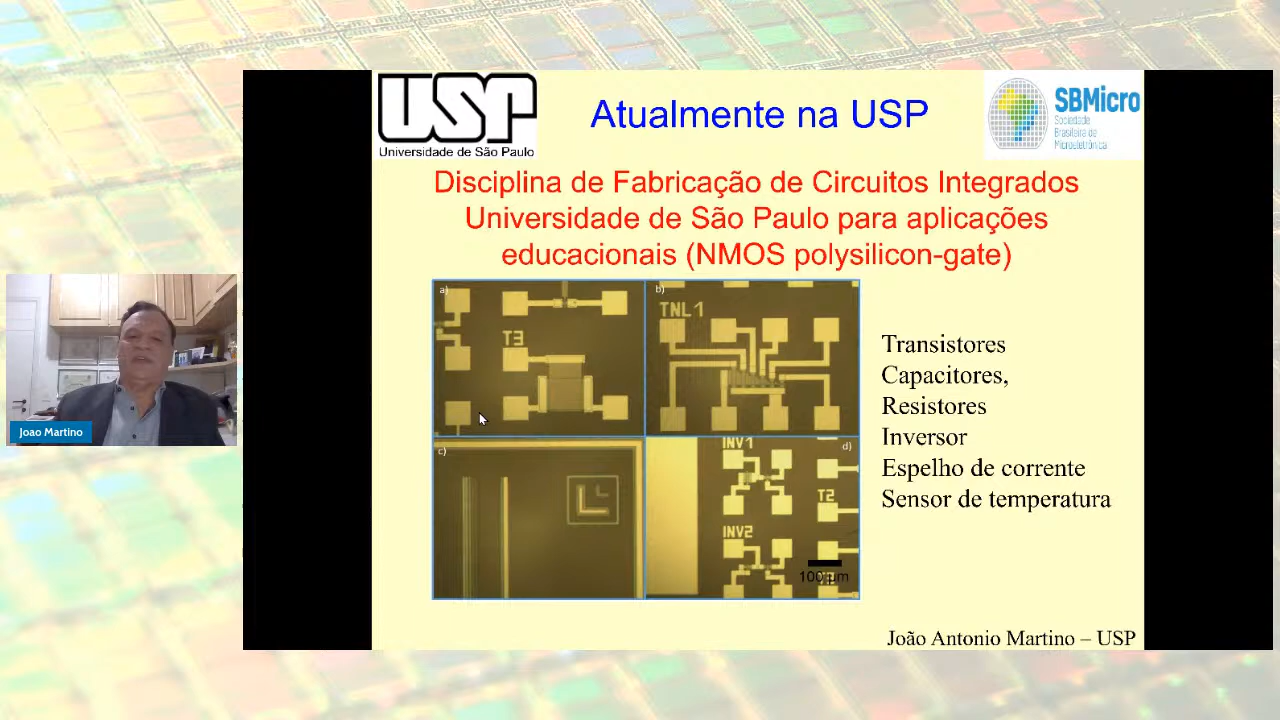 USP
Universidade de São Paulo
Atualmente na USP
SBMicro
Sociedade
Brasileira de
Microeletrônica
Disciplina de Fabricação de Circuitos Integrados
Universidade de São Paulo para aplicações
educacionais (NMOS polysilicon-gate)
a)
T3
b)
TNL1
c)
INV1
d)
T2
INV2
100 µm
Transistores
Capacitores,
Resistores
Inversor
Espelho de corrente
Sensor de temperatura
João Antonio Martino – USP
Joao Martino